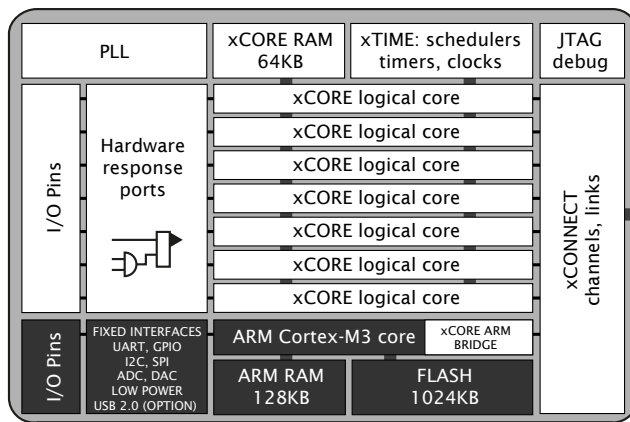 PLL
xCORE RAM
64KB
xTIME: schedulers
timers, clocks
JTAG
debug
I/O Pins
Hardware
response
ports
xCORE logical core
xCORE logical core
xCORE logical core
xCORE logical core
xCORE logical core
xCORE logical core
xCORE logical core
xCONNECT
channels, links
I/O Pins
FIXED INTERFACES
UART, GPIO
I2C, SPI
ADC, DAC
LOW POWER
USB 2.0 (OPTION)
ARM Cortex-M3 core
xCORE ARM
BRIDGE
ARM RAM
128KB
FLASH
1024KB